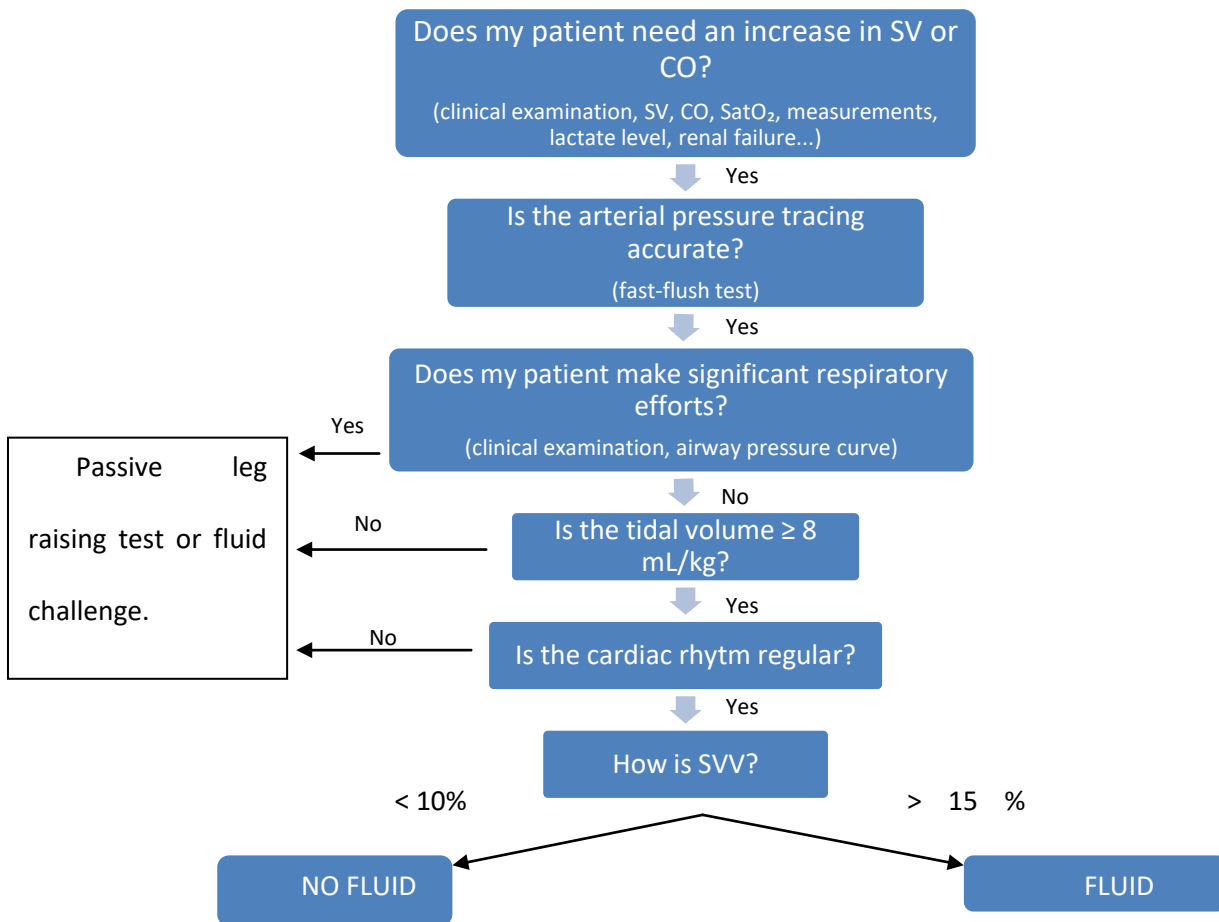 Does my patient need an increase in SV or
CO?
(clinical examination, SV, CO, SatO₂, measurements,
lactate level, renal failure...)
Yes
Is the arterial pressure tracing
accurate?
(fast-flush test)
Yes
Does my patient make significant respiratory
efforts?
(clinical examination, airway pressure curve)
Yes
Passive leg
raising test or fluid
challenge.
No
No
Is the tidal volume ≥ 8
mL/kg?
Yes
No
Is the cardiac rhytm regular?
Yes
How is SVV?
< 10%
> 15 %
NO FLUID
FLUID